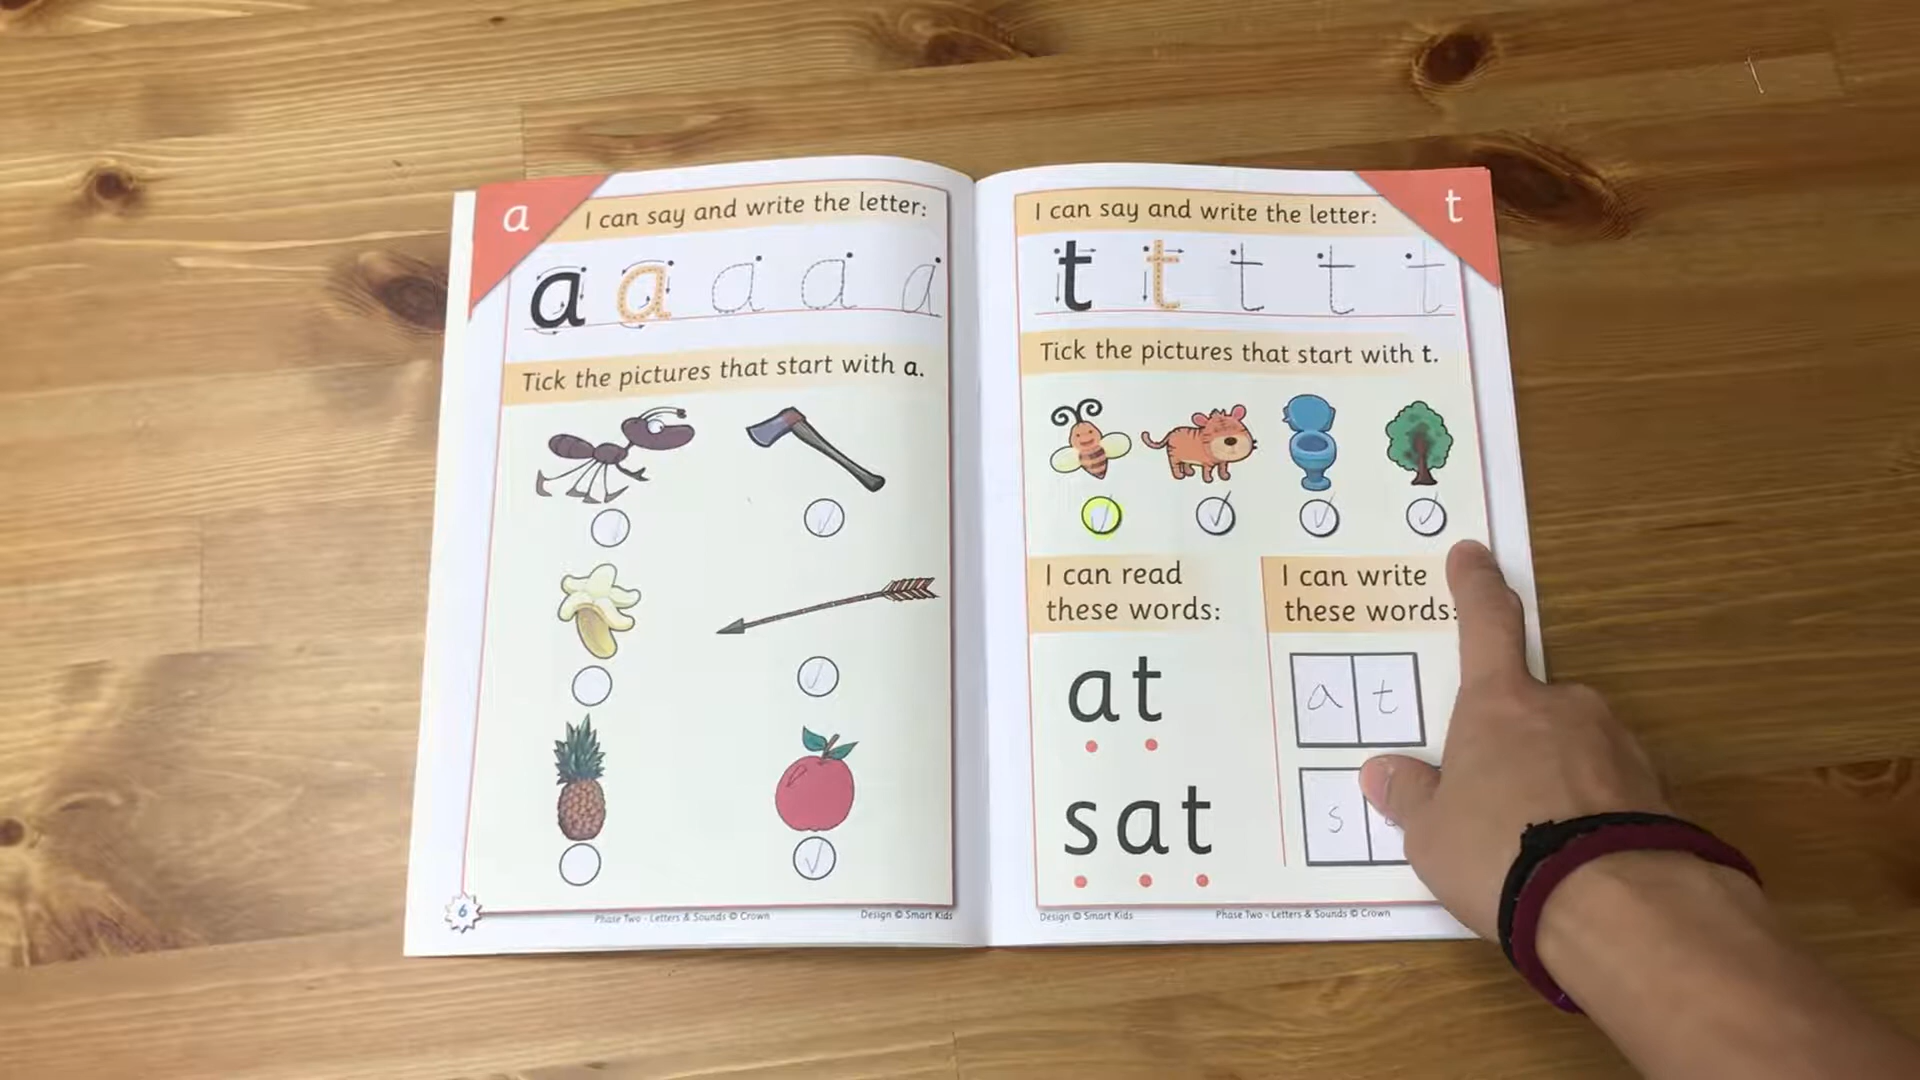 a
I can say and write the letter:
a a a a a
Tick the pictures that start with a.
6
Phase Two - Letters & Sounds © Crown
Design © Smart Kids
t
I can say and write the letter:
t t t t t
Tick the pictures that start with t.
I can read
these words:
at
sat
I can write
these words:
a t
s
Design © Smart Kids
Phase Two - Letters & Sounds © Crown